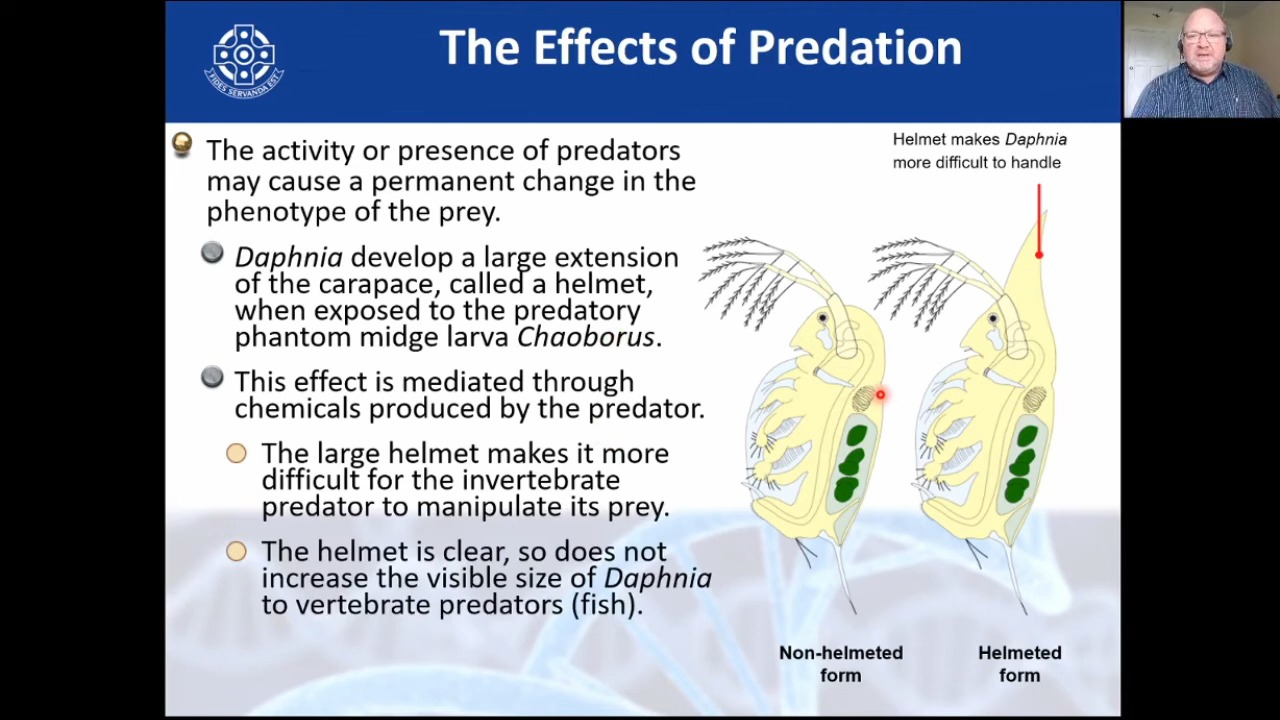 The Effects of Predation
FIDES SERVANDA EST
The activity or presence of predators
may cause a permanent change in the
phenotype of the prey.
Daphnia develop a large extension
of the carapace, called a helmet,
when exposed to the predatory
phantom midge larva Chaoborus.
This effect is mediated through
chemicals produced by the predator.
The large helmet makes it more
difficult for the invertebrate
predator to manipulate its prey.
The helmet is clear, so does not
increase the visible size of Daphnia
to vertebrate predators (fish).
Helmet makes Daphnia
more difficult to handle
Non-helmeted
form
Helmeted
form